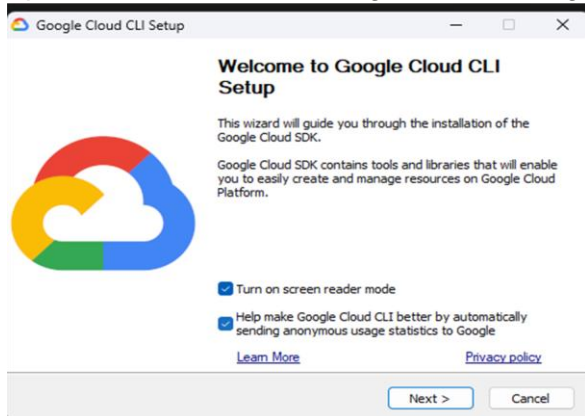 Google Cloud CLI Setup
Welcome to Google Cloud CLI
Setup
This wizard will guide you through the installation of the
Google Cloud SDK.
Google Cloud SDK contains tools and libraries that will enable
you to easily create and manage resources on Google Cloud
Platform.
Turn on screen reader mode
Help make Google Cloud CLI better by automatically
sending anonymous usage statistics to Google
Learn More Privacy policy
Next > Cancel